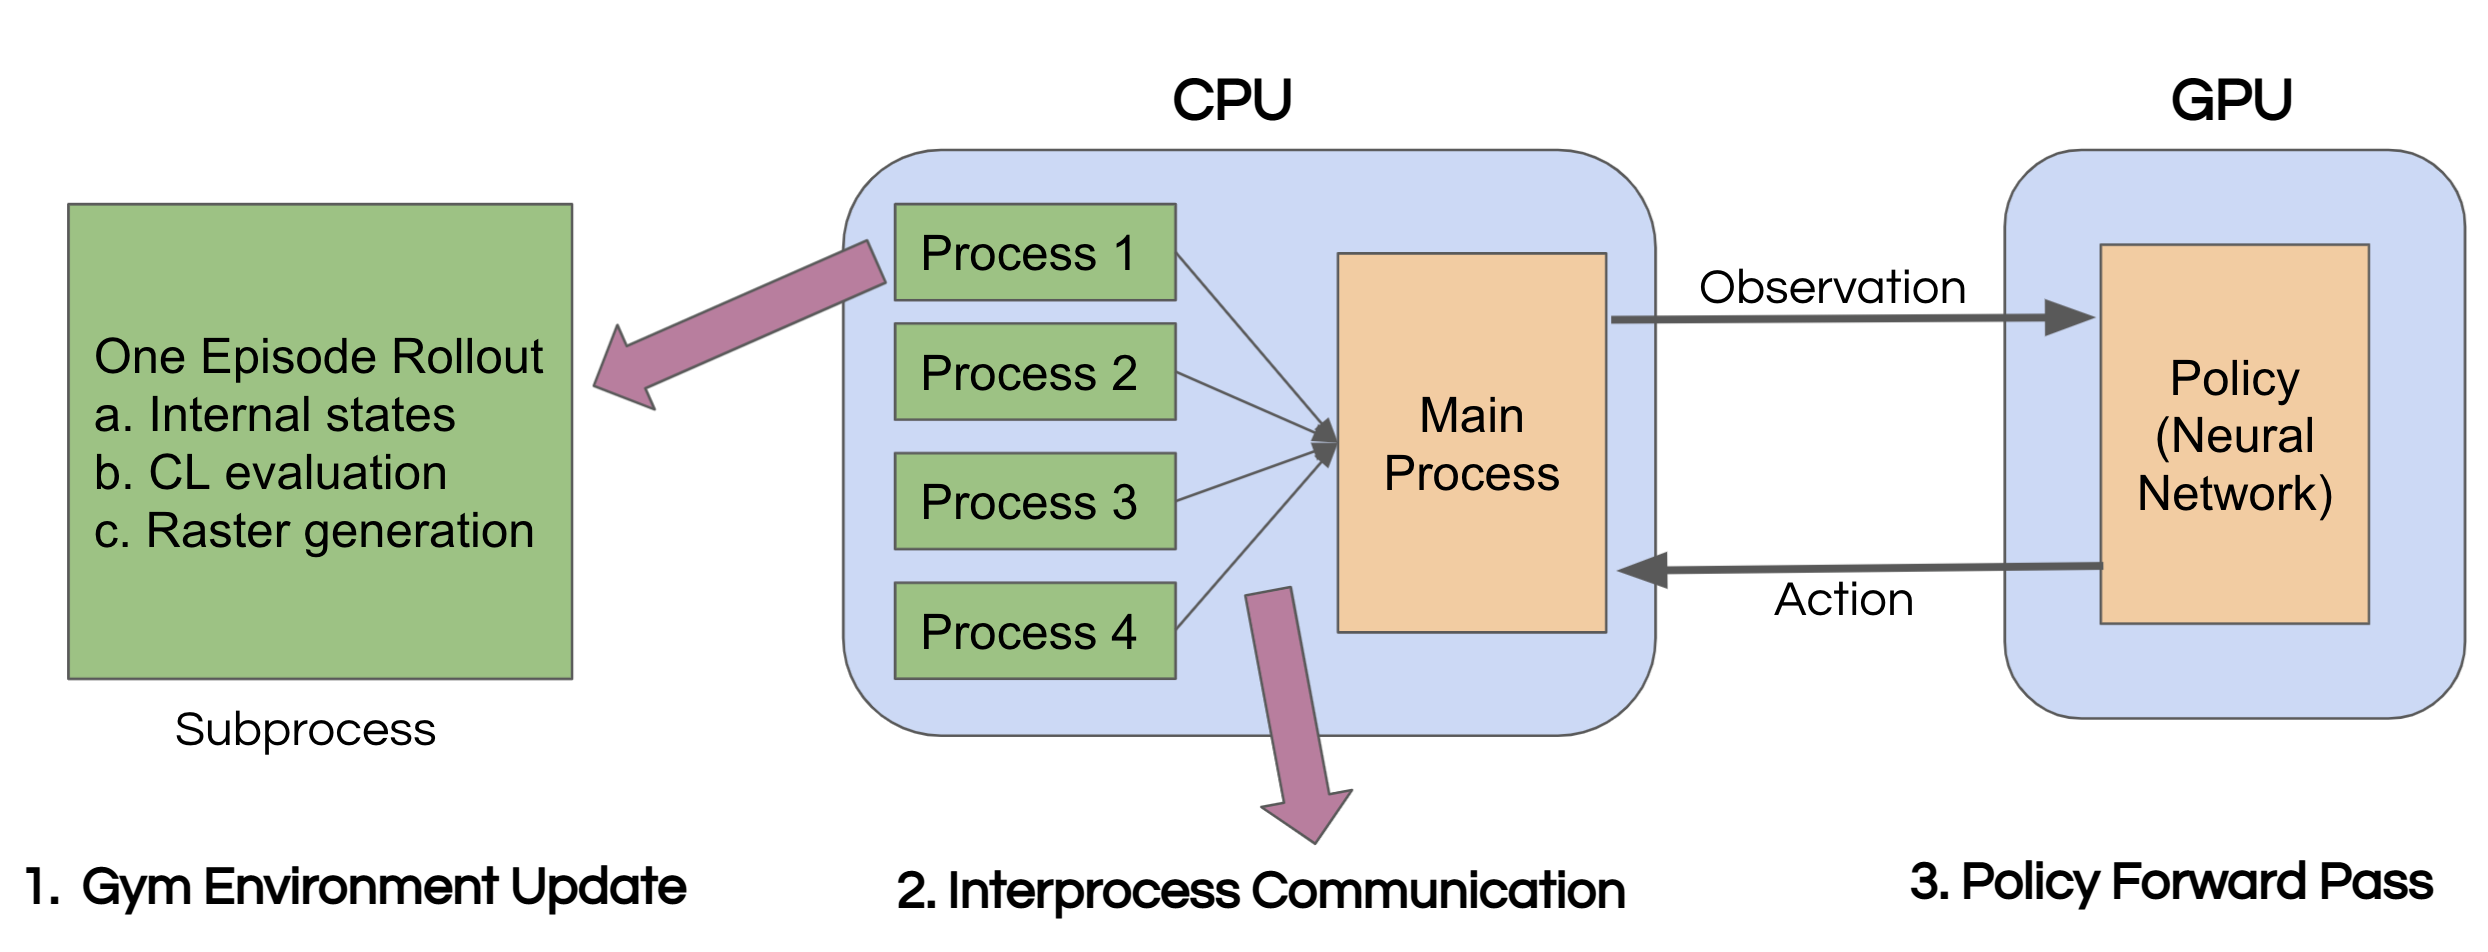 CPU
GPU
One Episode Rollout
a. Internal states
b. CL evaluation
c. Raster generation
Subprocess
Process 1
Process 2
Process 3
Process 4
Main
Process
Observation
Action
Policy
(Neural
Network)
1. Gym Environment Update
2. Interprocess Communication
3. Policy Forward Pass